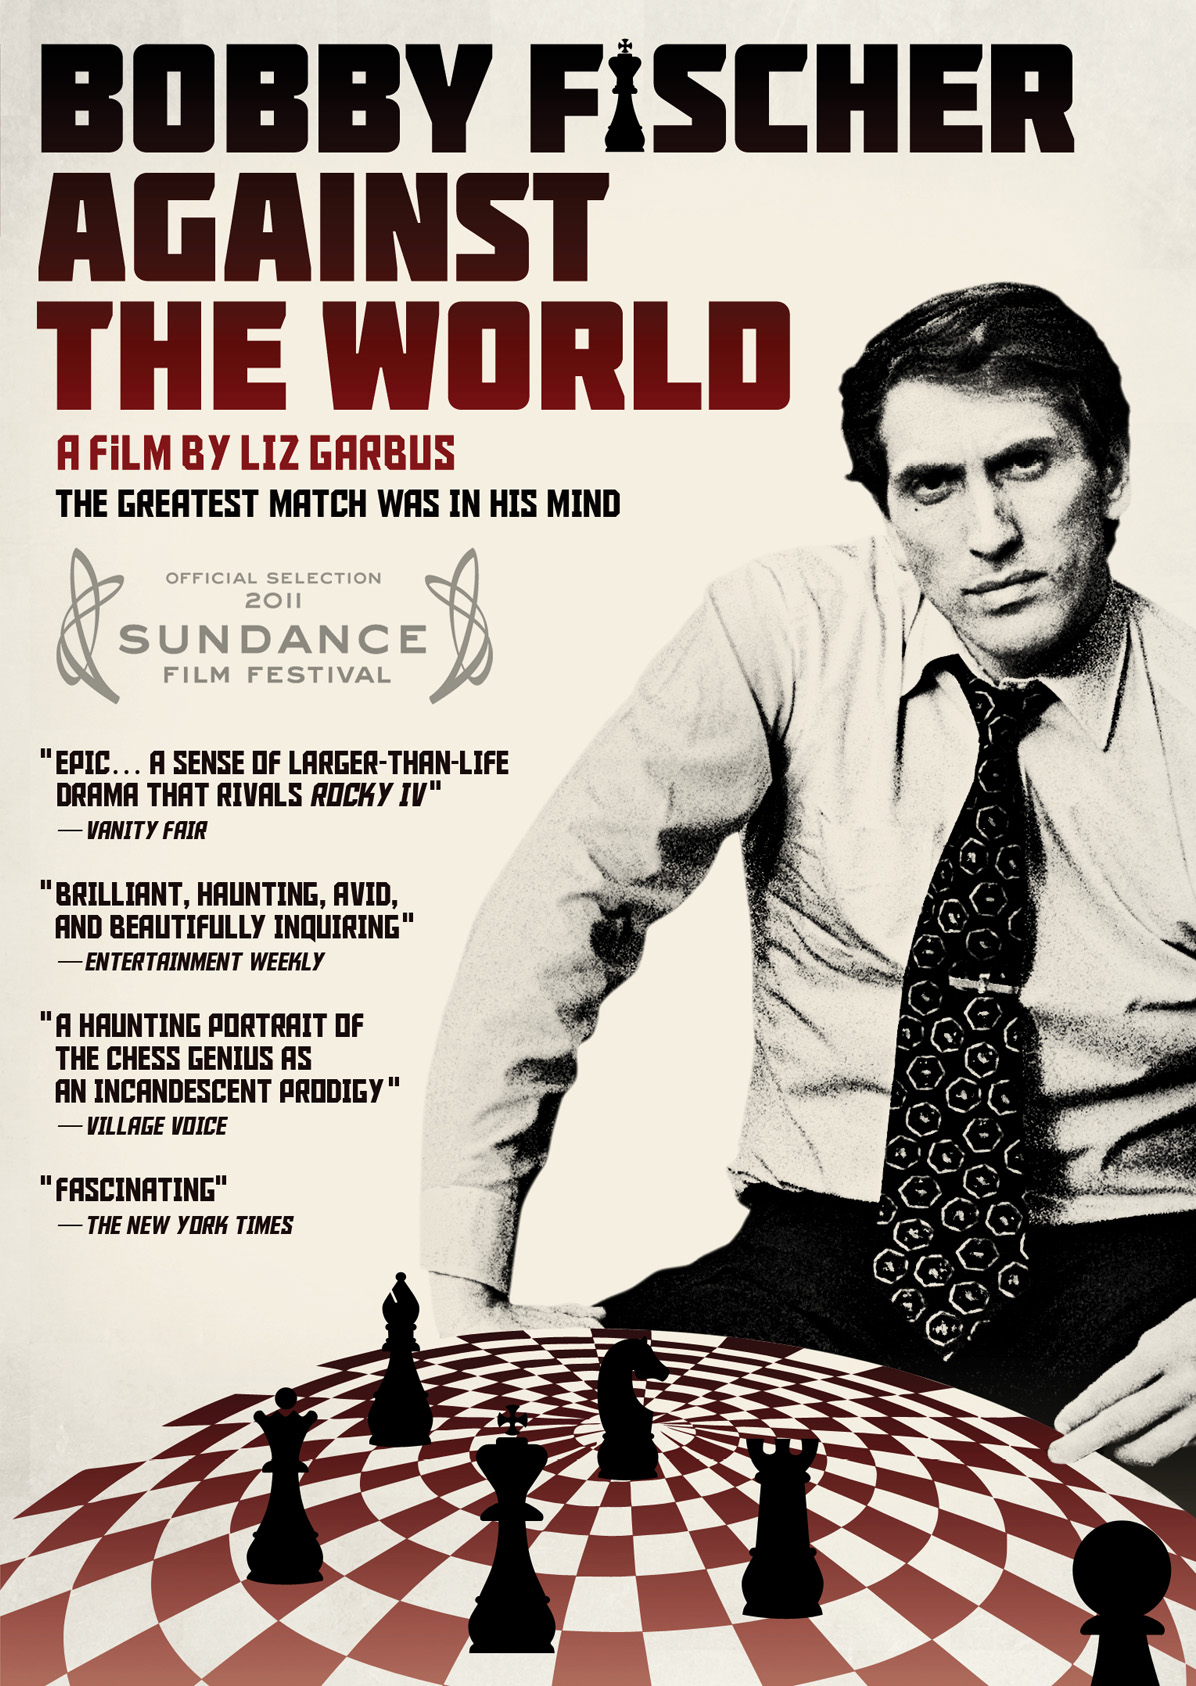 BOBBY FISCHER
AGAINST
THE WORLD
A FiLM BY LIZ GARBUS
THE GREATEST MATCH WAS IN HIS MIND
OFFICIAL SELECTION
2011
SUNDANCE
FILM FESTIVAL
"EPIC... A SENSE OF LARGER-THAN-LIFE
DRAMA THAT RIVALS ROCKY IV"
—VANITY FAIR
"BRILLIANT, HAUNTING, AVID,
AND BEAUTIFULLY INQUIRING"
—ENTERTAINMENT WEEKLY
"A HAUNTING PORTRAIT OF
THE CHESS GENIUS AS
AN INCANDESCENT PRODIGY"
—VILLAGE VOICE
"FASCINATING"
—THE NEW YORK TIMES